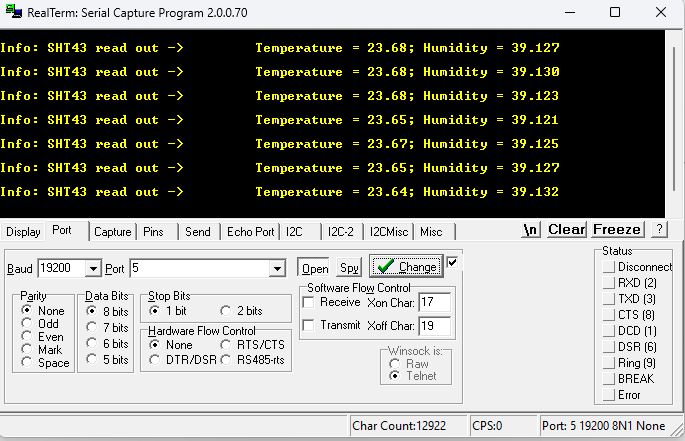 RealTerm: Serial Capture Program 2.0.0.70
Info: SHT43 read out -> Temperature = 23.68; Humidity = 39.127
Info: SHT43 read out -> Temperature = 23.68; Humidity = 39.130
Info: SHT43 read out -> Temperature = 23.68; Humidity = 39.123
Info: SHT43 read out -> Temperature = 23.65; Humidity = 39.121
Info: SHT43 read out -> Temperature = 23.67; Humidity = 39.125
Info: SHT43 read out -> Temperature = 23.65; Humidity = 39.127
Info: SHT43 read out -> Temperature = 23.64; Humidity = 39.132
Display Port Capture Pins Send Echo Port I2C I2C-2 I2CMisc Misc \n Clear Freeze ?
Baud 19200 Port 5 Open Spy Change
Parity
None
Odd
Even
Mark
Space
Data Bits
8 bits
7 bits
6 bits
5 bits
Stop Bits
1 bit 2 bits
Hardware Flow Control
None RTS/CTS
DTR/DSR RS485-rts
Software Flow Control
Receive Xon Char: 17
Transmit Xoff Char: 19
Winsock is:
Raw
Telnet
Status
Disconnect
RXD (2)
TXD (3)
CTS (8)
DCD (1)
DSR (6)
Ring (9)
BREAK
Error
Char Count:12922 CPS:0 Port: 5 19200 8N1 None